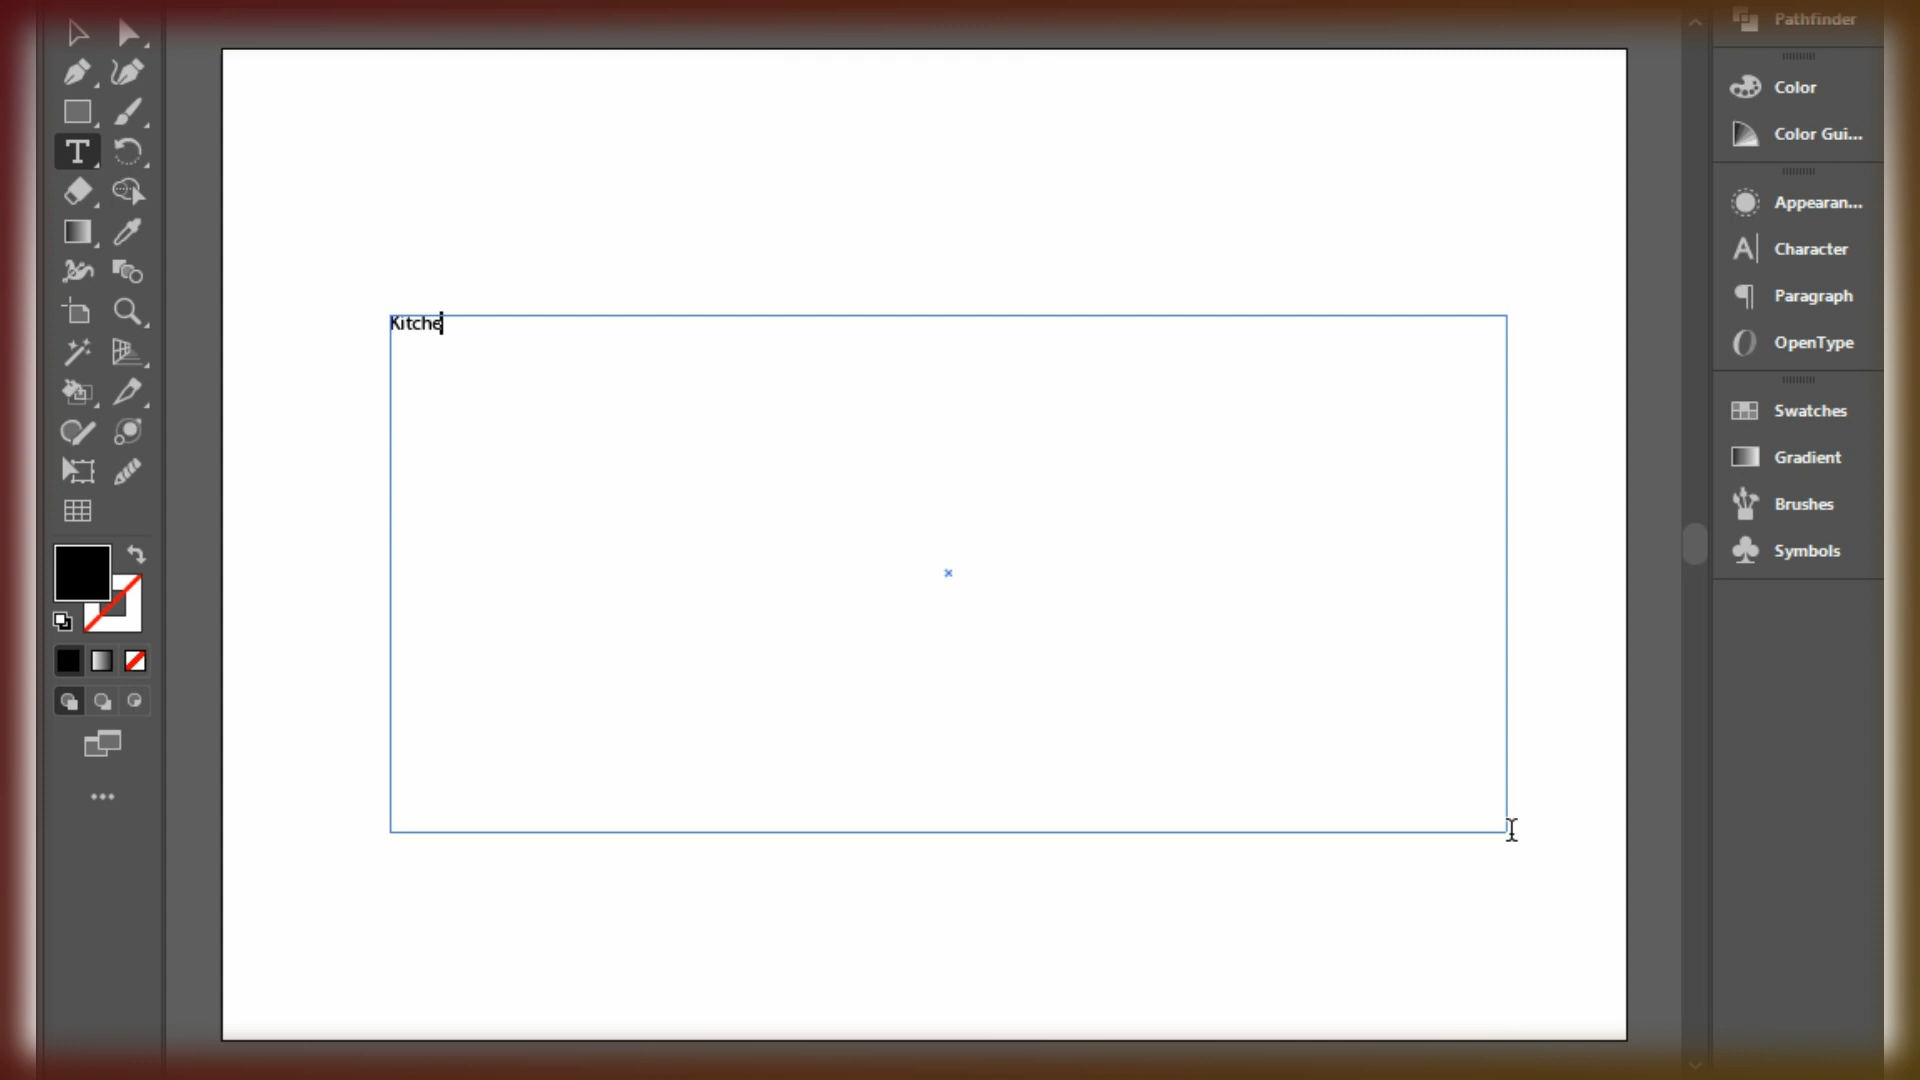 Pathfinder
Color
Color Gui...
Appearan...
Character
Paragraph
OpenType
Swatches
Gradient
Brushes
Symbols
Kitche